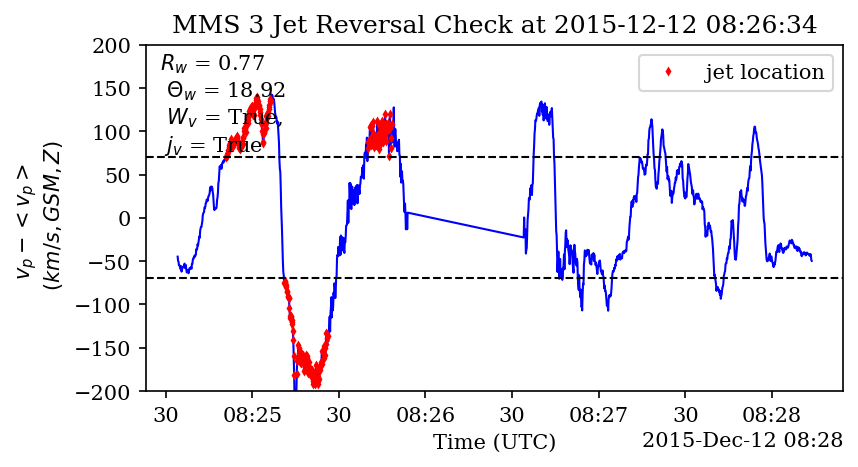 MMS 3 Jet Reversal Check at 2015-12-12 08:26:34
R_w = 0.77
Θ_w = 18.92
W_v = True,
j_v = True
jet location
200
150
100
50
0
−50
−100
−150
−200
v_p − < v_p >
(km/s, GSM, Z)
30 08:25 30 08:26 30 08:27 30 08:28
Time (UTC)
2015-Dec-12 08:28